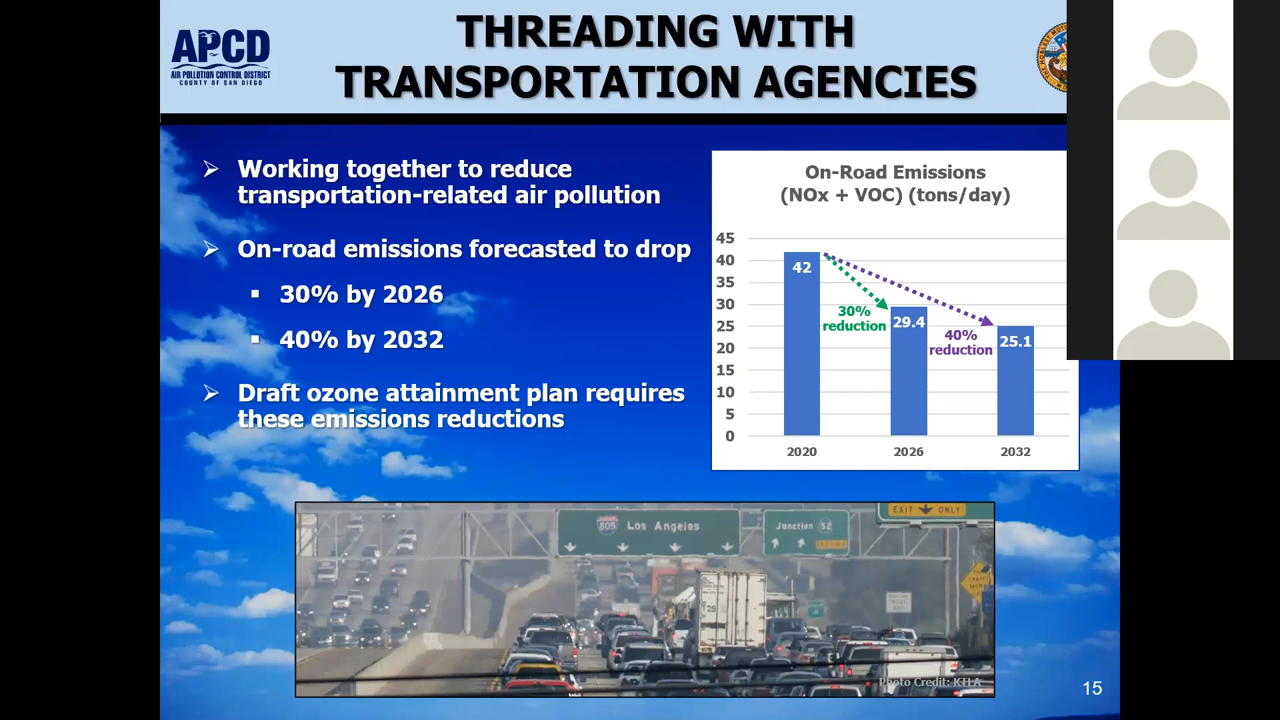 APCD
AIR POLLUTION CONTROL DISTRICT
COUNTY OF SAN DIEGO
THREADING WITH
TRANSPORTATION AGENCIES
Working together to reduce
transportation-related air pollution
On-road emissions forecasted to drop
30% by 2026
40% by 2032
Draft ozone attainment plan requires
these emissions reductions
On-Road Emissions
(NOx + VOC) (tons/day)
45
40
35
30
25
20
15
10
5
0
42
29.4
25.1
30%
reduction
40%
reduction
2020
2026
2032
805 Los Angeles
Junction 52
EXIT ONLY
Photo Credit: KTLA
15